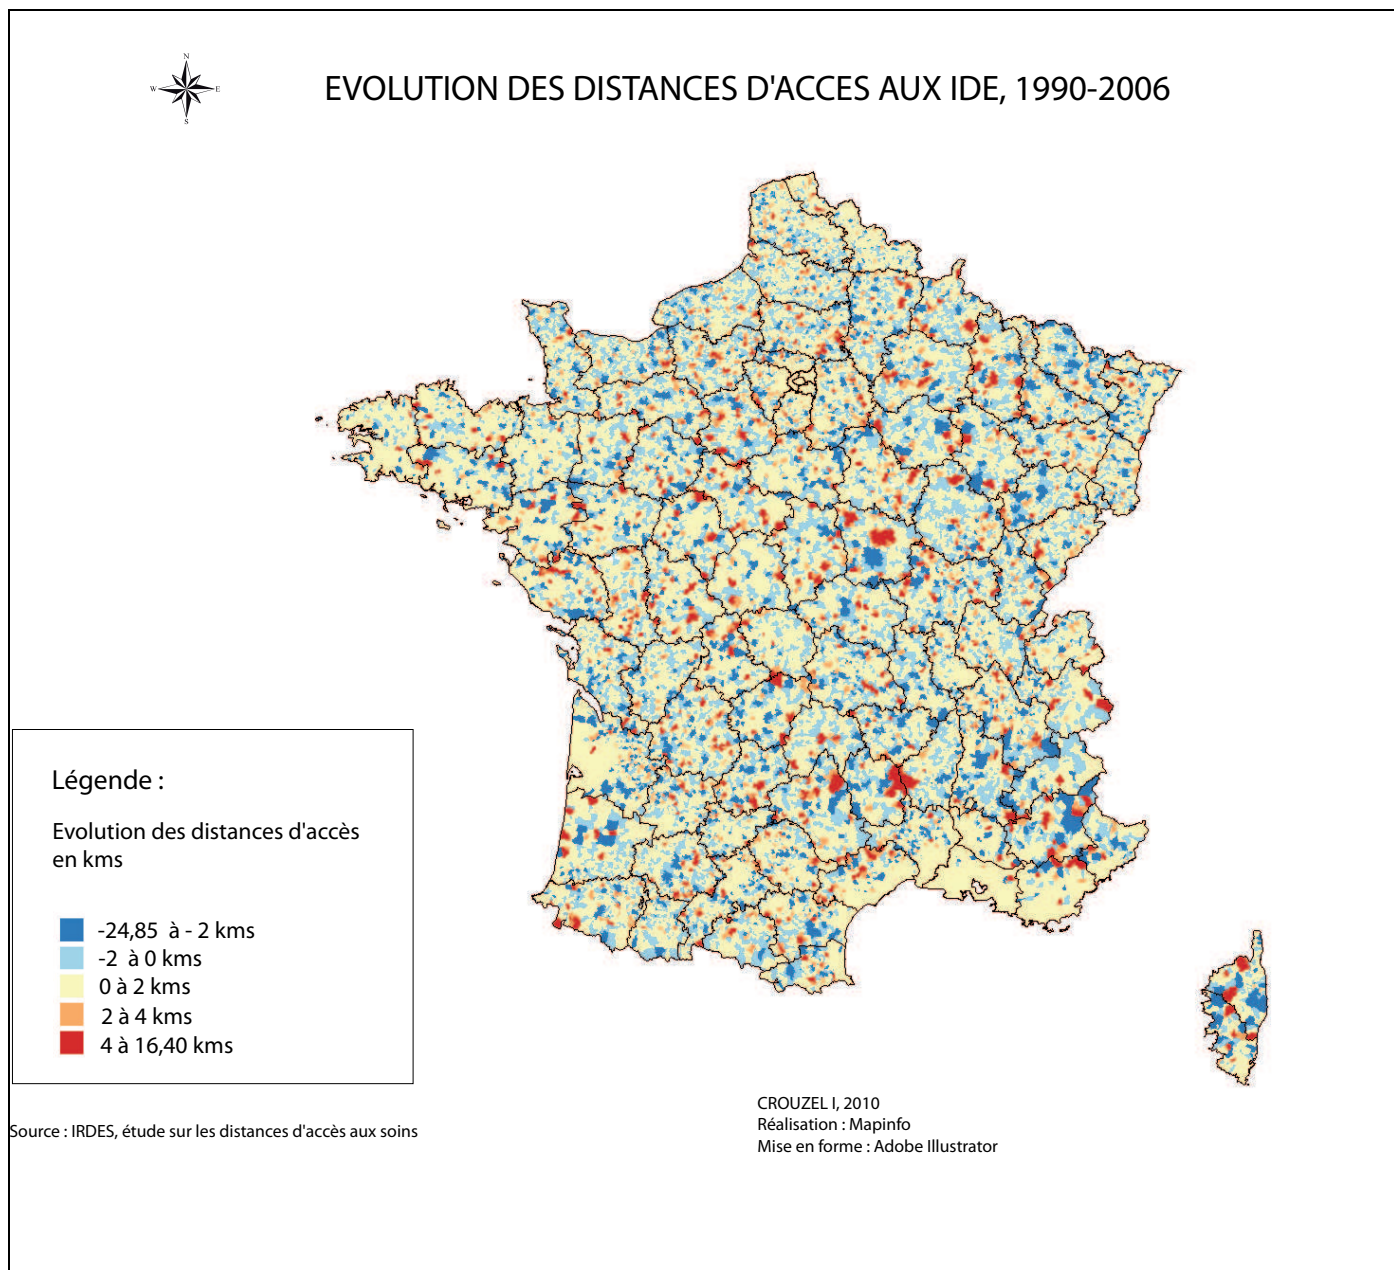 N
W
E
S
EVOLUTION DES DISTANCES D'ACCES AUX IDE, 1990-2006
Légende :
Evolution des distances d'accès
en kms
-24,85 à - 2 kms
-2 à 0 kms
0 à 2 kms
2 à 4 kms
4 à 16,40 kms
Source : IRDES, étude sur les distances d'accès aux soins
CROUZEL I, 2010
Réalisation : Mapinfo
Mise en forme : Adobe Illustrator